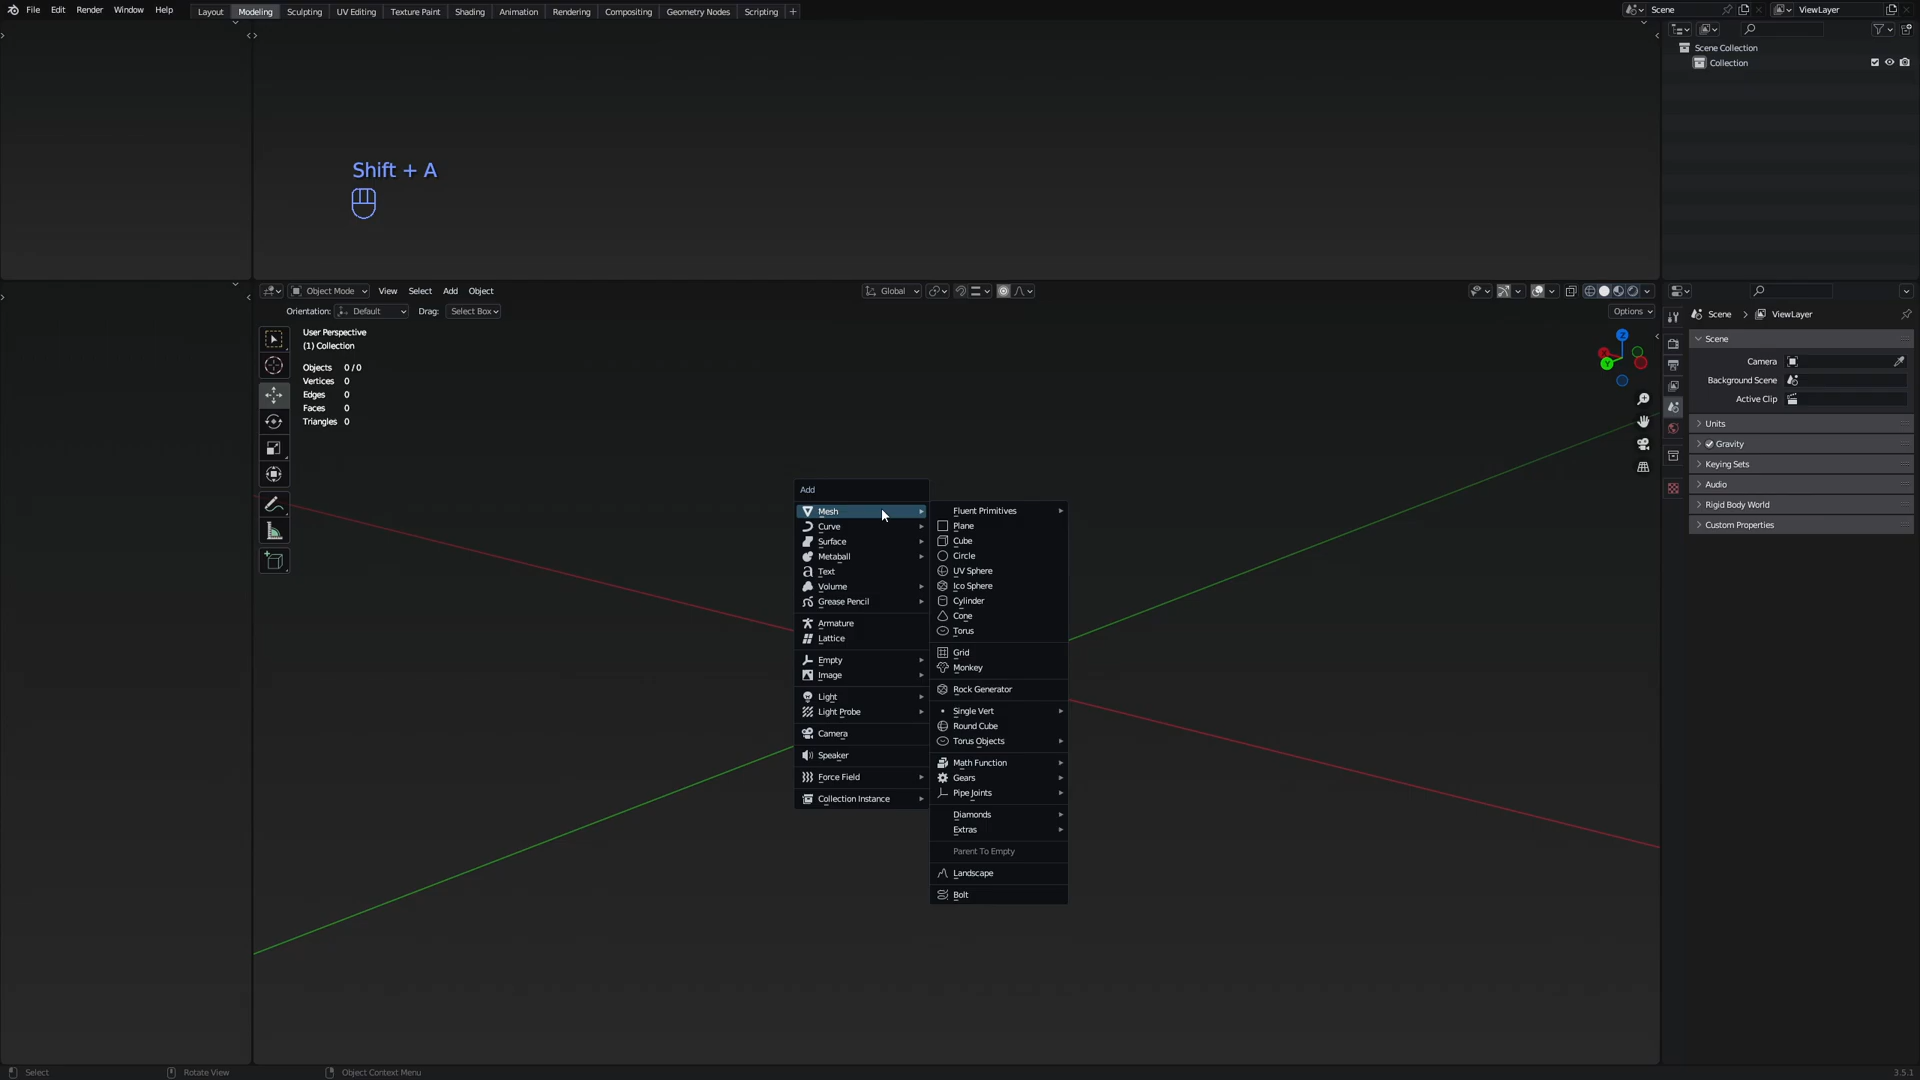 File Edit Render Window Help Layout Modeling Sculpting UV Editing Texture Paint Shading Animation Rendering Compositing Geometry Nodes Scripting + Scene ViewLayer
Scene Collection
Collection
Shift + A
Object Mode View Select Add Object Global
Orientation: Default Drag: Select Box Options
User Perspective
(1) Collection
Objects 0 / 0
Vertices 0
Edges 0
Faces 0
Triangles 0
Z
X
Y
Scene > ViewLayer
Scene
Camera
Background Scene
Active Clip
Units
Gravity
Keying Sets
Audio
Rigid Body World
Custom Properties
Add
Mesh
Curve
Surface
Metaball
Text
Volume
Grease Pencil
Armature
Lattice
Empty
Image
Light
Light Probe
Camera
Speaker
Force Field
Collection Instance
Fluent Primitives
Plane
Cube
Circle
UV Sphere
Ico Sphere
Cylinder
Cone
Torus
Grid
Monkey
Rock Generator
Single Vert
Round Cube
Torus Objects
Math Function
Gears
Pipe Joints
Diamonds
Extras
Parent To Empty
Landscape
Bolt
Select Rotate View Object Context Menu 3.5.1